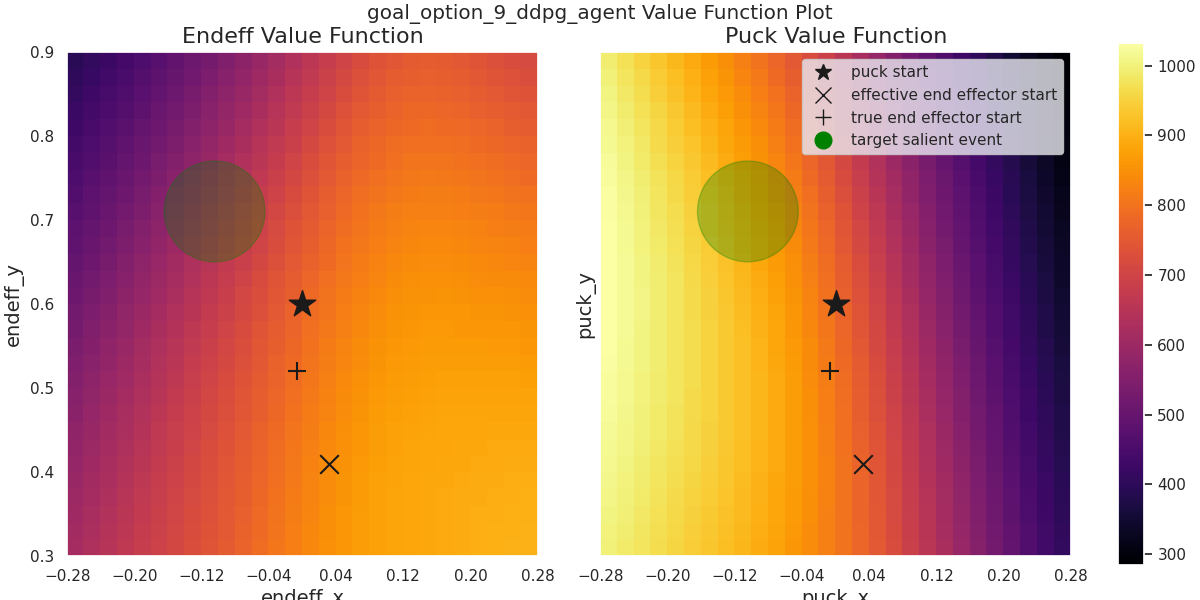 goal_option_9_ddpg_agent Value Function Plot
Endeff Value Function
Puck Value Function
0.9
0.8
0.7
0.6
0.5
0.4
0.3
endeff_y
−0.28 −0.20 −0.12 −0.04 0.04 0.12 0.20 0.28
endeff_x
puck_y
puck start
effective end effector start
true end effector start
target salient event
−0.28 −0.20 −0.12 −0.04 0.04 0.12 0.20 0.28
puck_x
1000
900
800
700
600
500
400
300